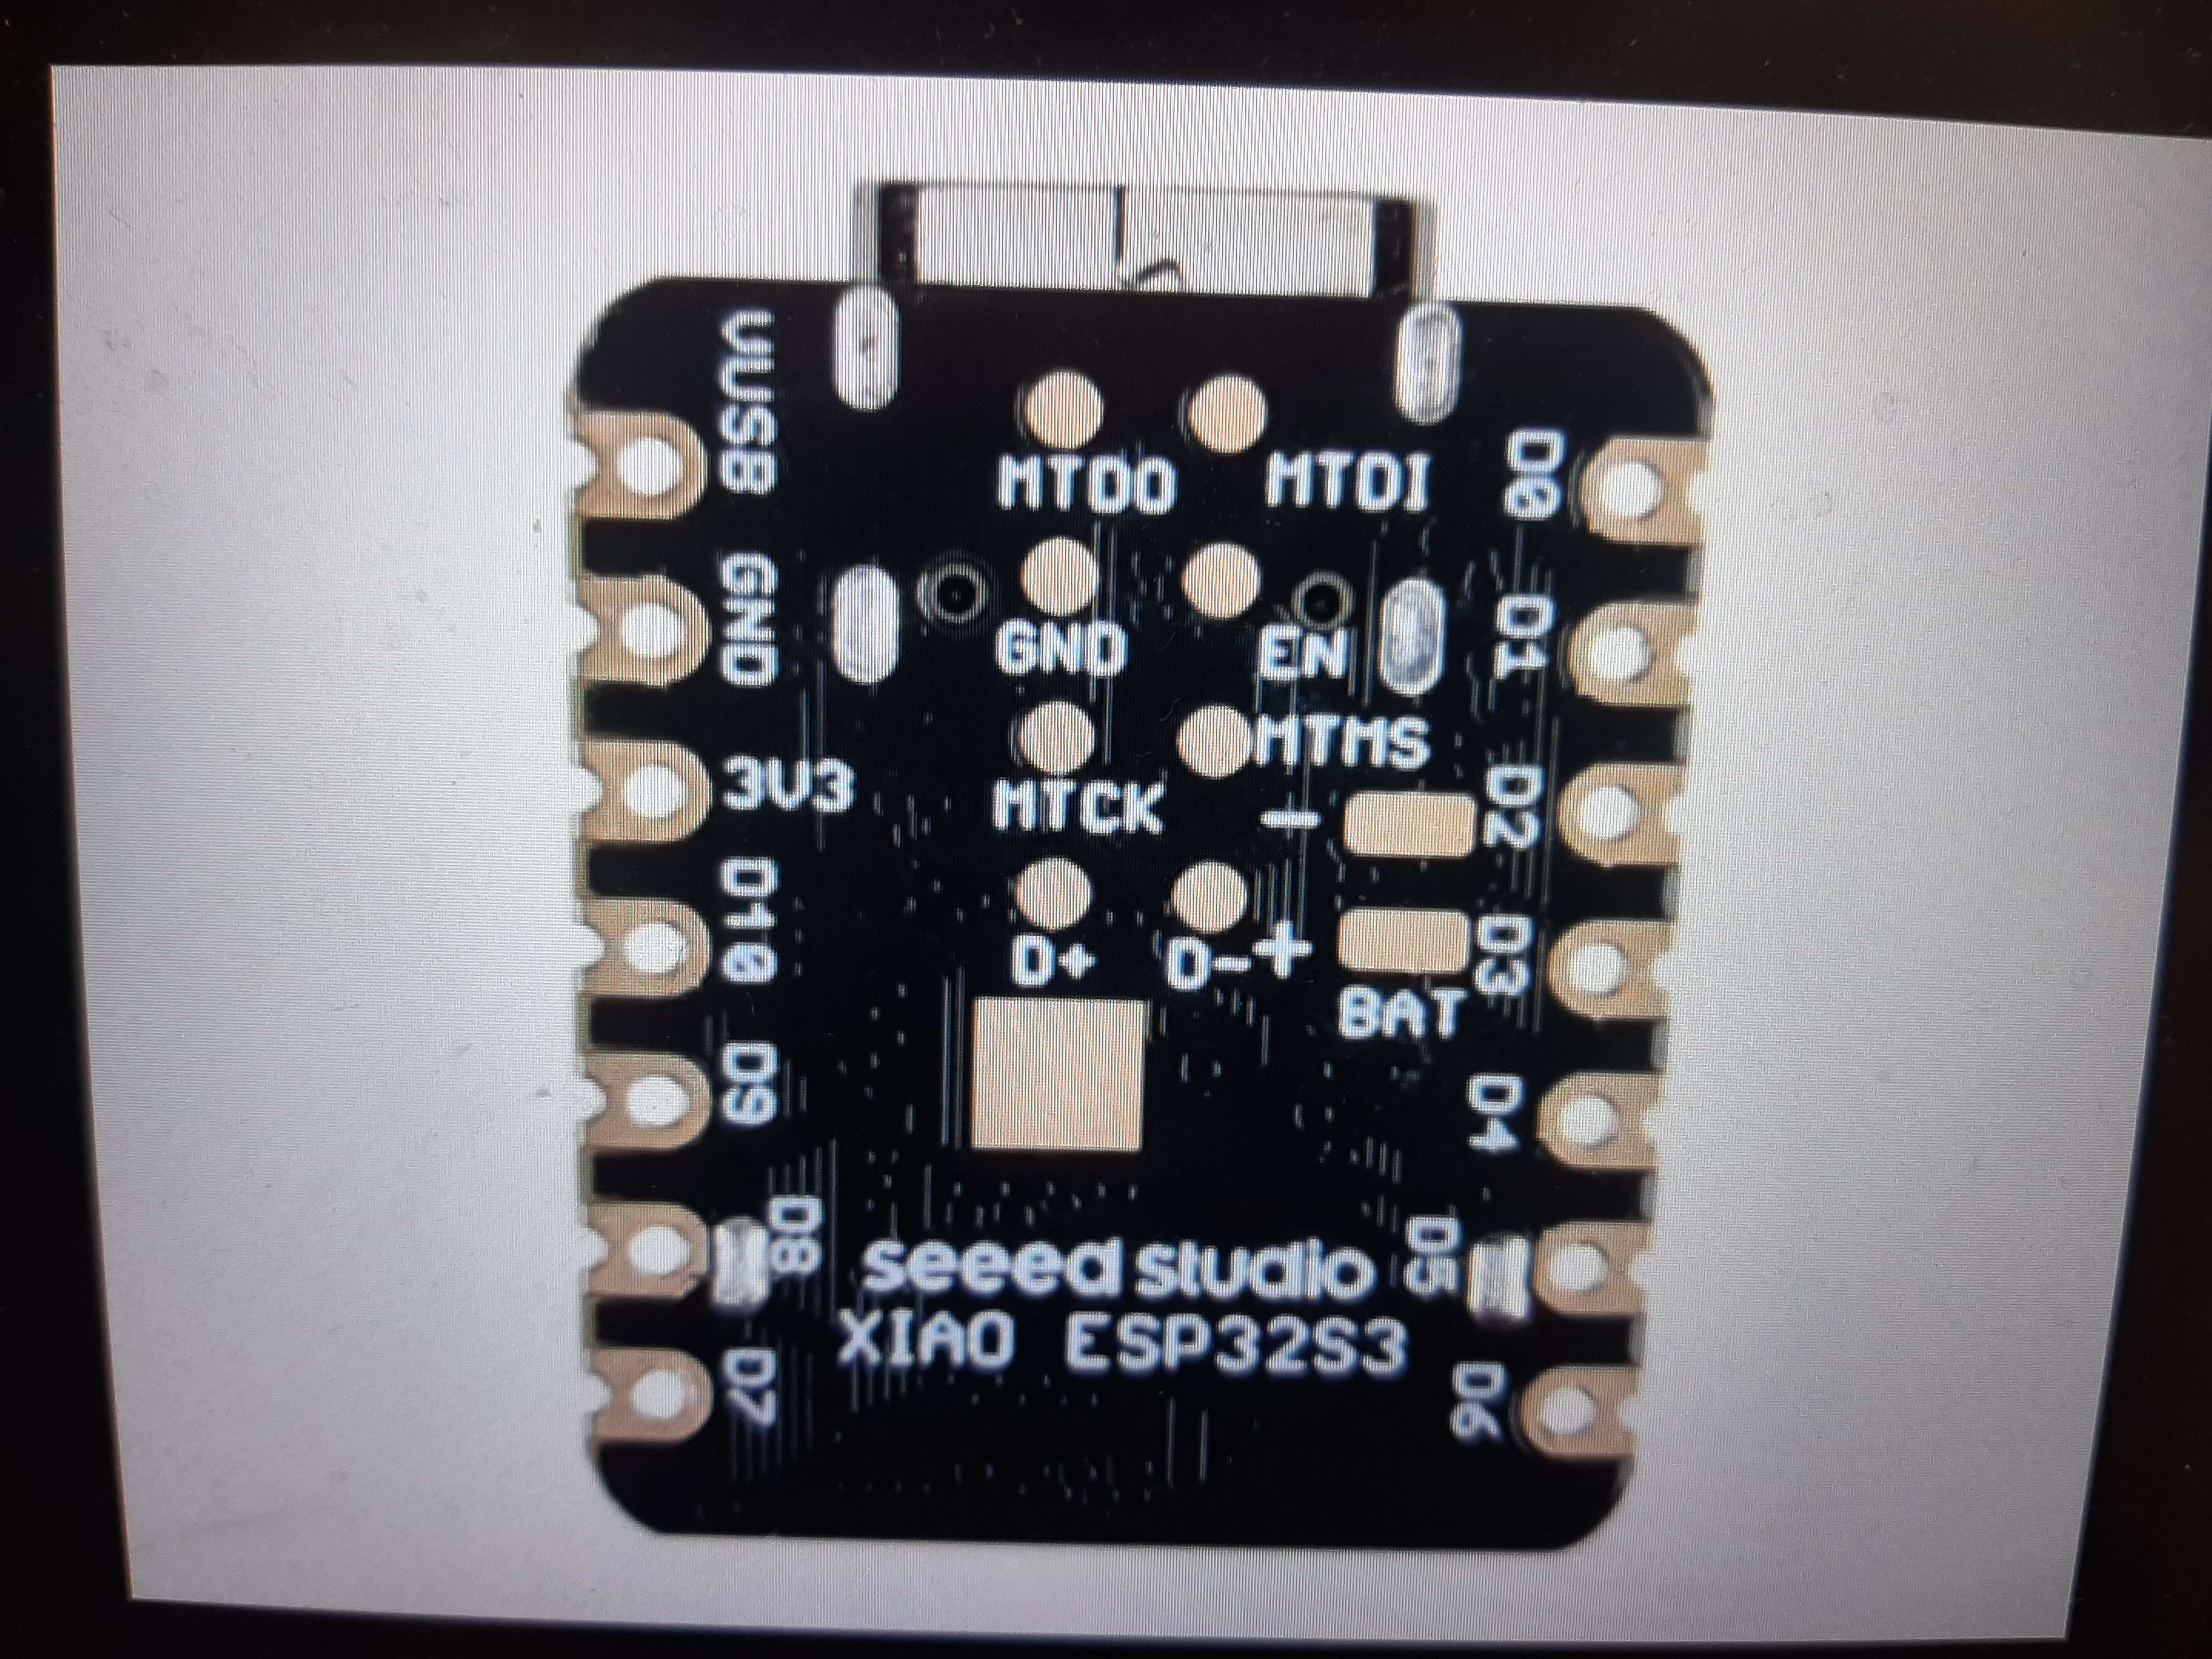 VUSB
MTDO
MTDI
D0
GND
GND
EN
D1
3V3
MTCK
MTMS
D2
-
D10
D+
D-
+
D3
BAT
D9
D4
D8
seeed studio
D5
XIAO ESP32S3
D7
D6